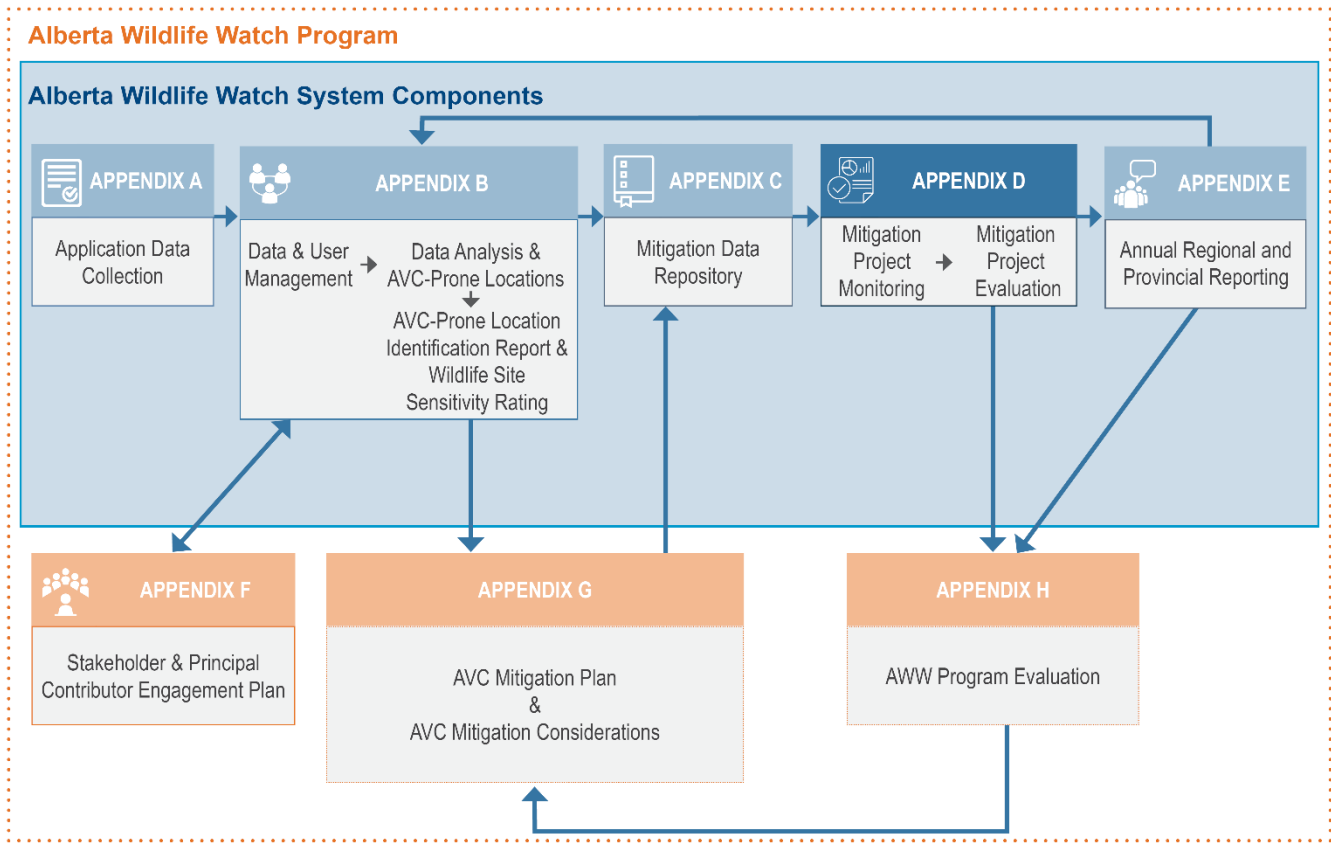 Alberta Wildlife Watch Program
Alberta Wildlife Watch System Components
APPENDIX A
Application Data
Collection
APPENDIX B
Data & User
Management
Data Analysis &
AVC-Prone Locations
AVC-Prone Location
Identification Report &
Wildlife Site
Sensitivity Rating
APPENDIX C
Mitigation Data
Repository
APPENDIX D
Mitigation
Project
Monitoring
Mitigation
Project
Evaluation
APPENDIX E
Annual Regional and
Provincial Reporting
APPENDIX F
Stakeholder & Principal
Contributor Engagement Plan
APPENDIX G
AVC Mitigation Plan
&
AVC Mitigation Considerations
APPENDIX H
AWW Program Evaluation